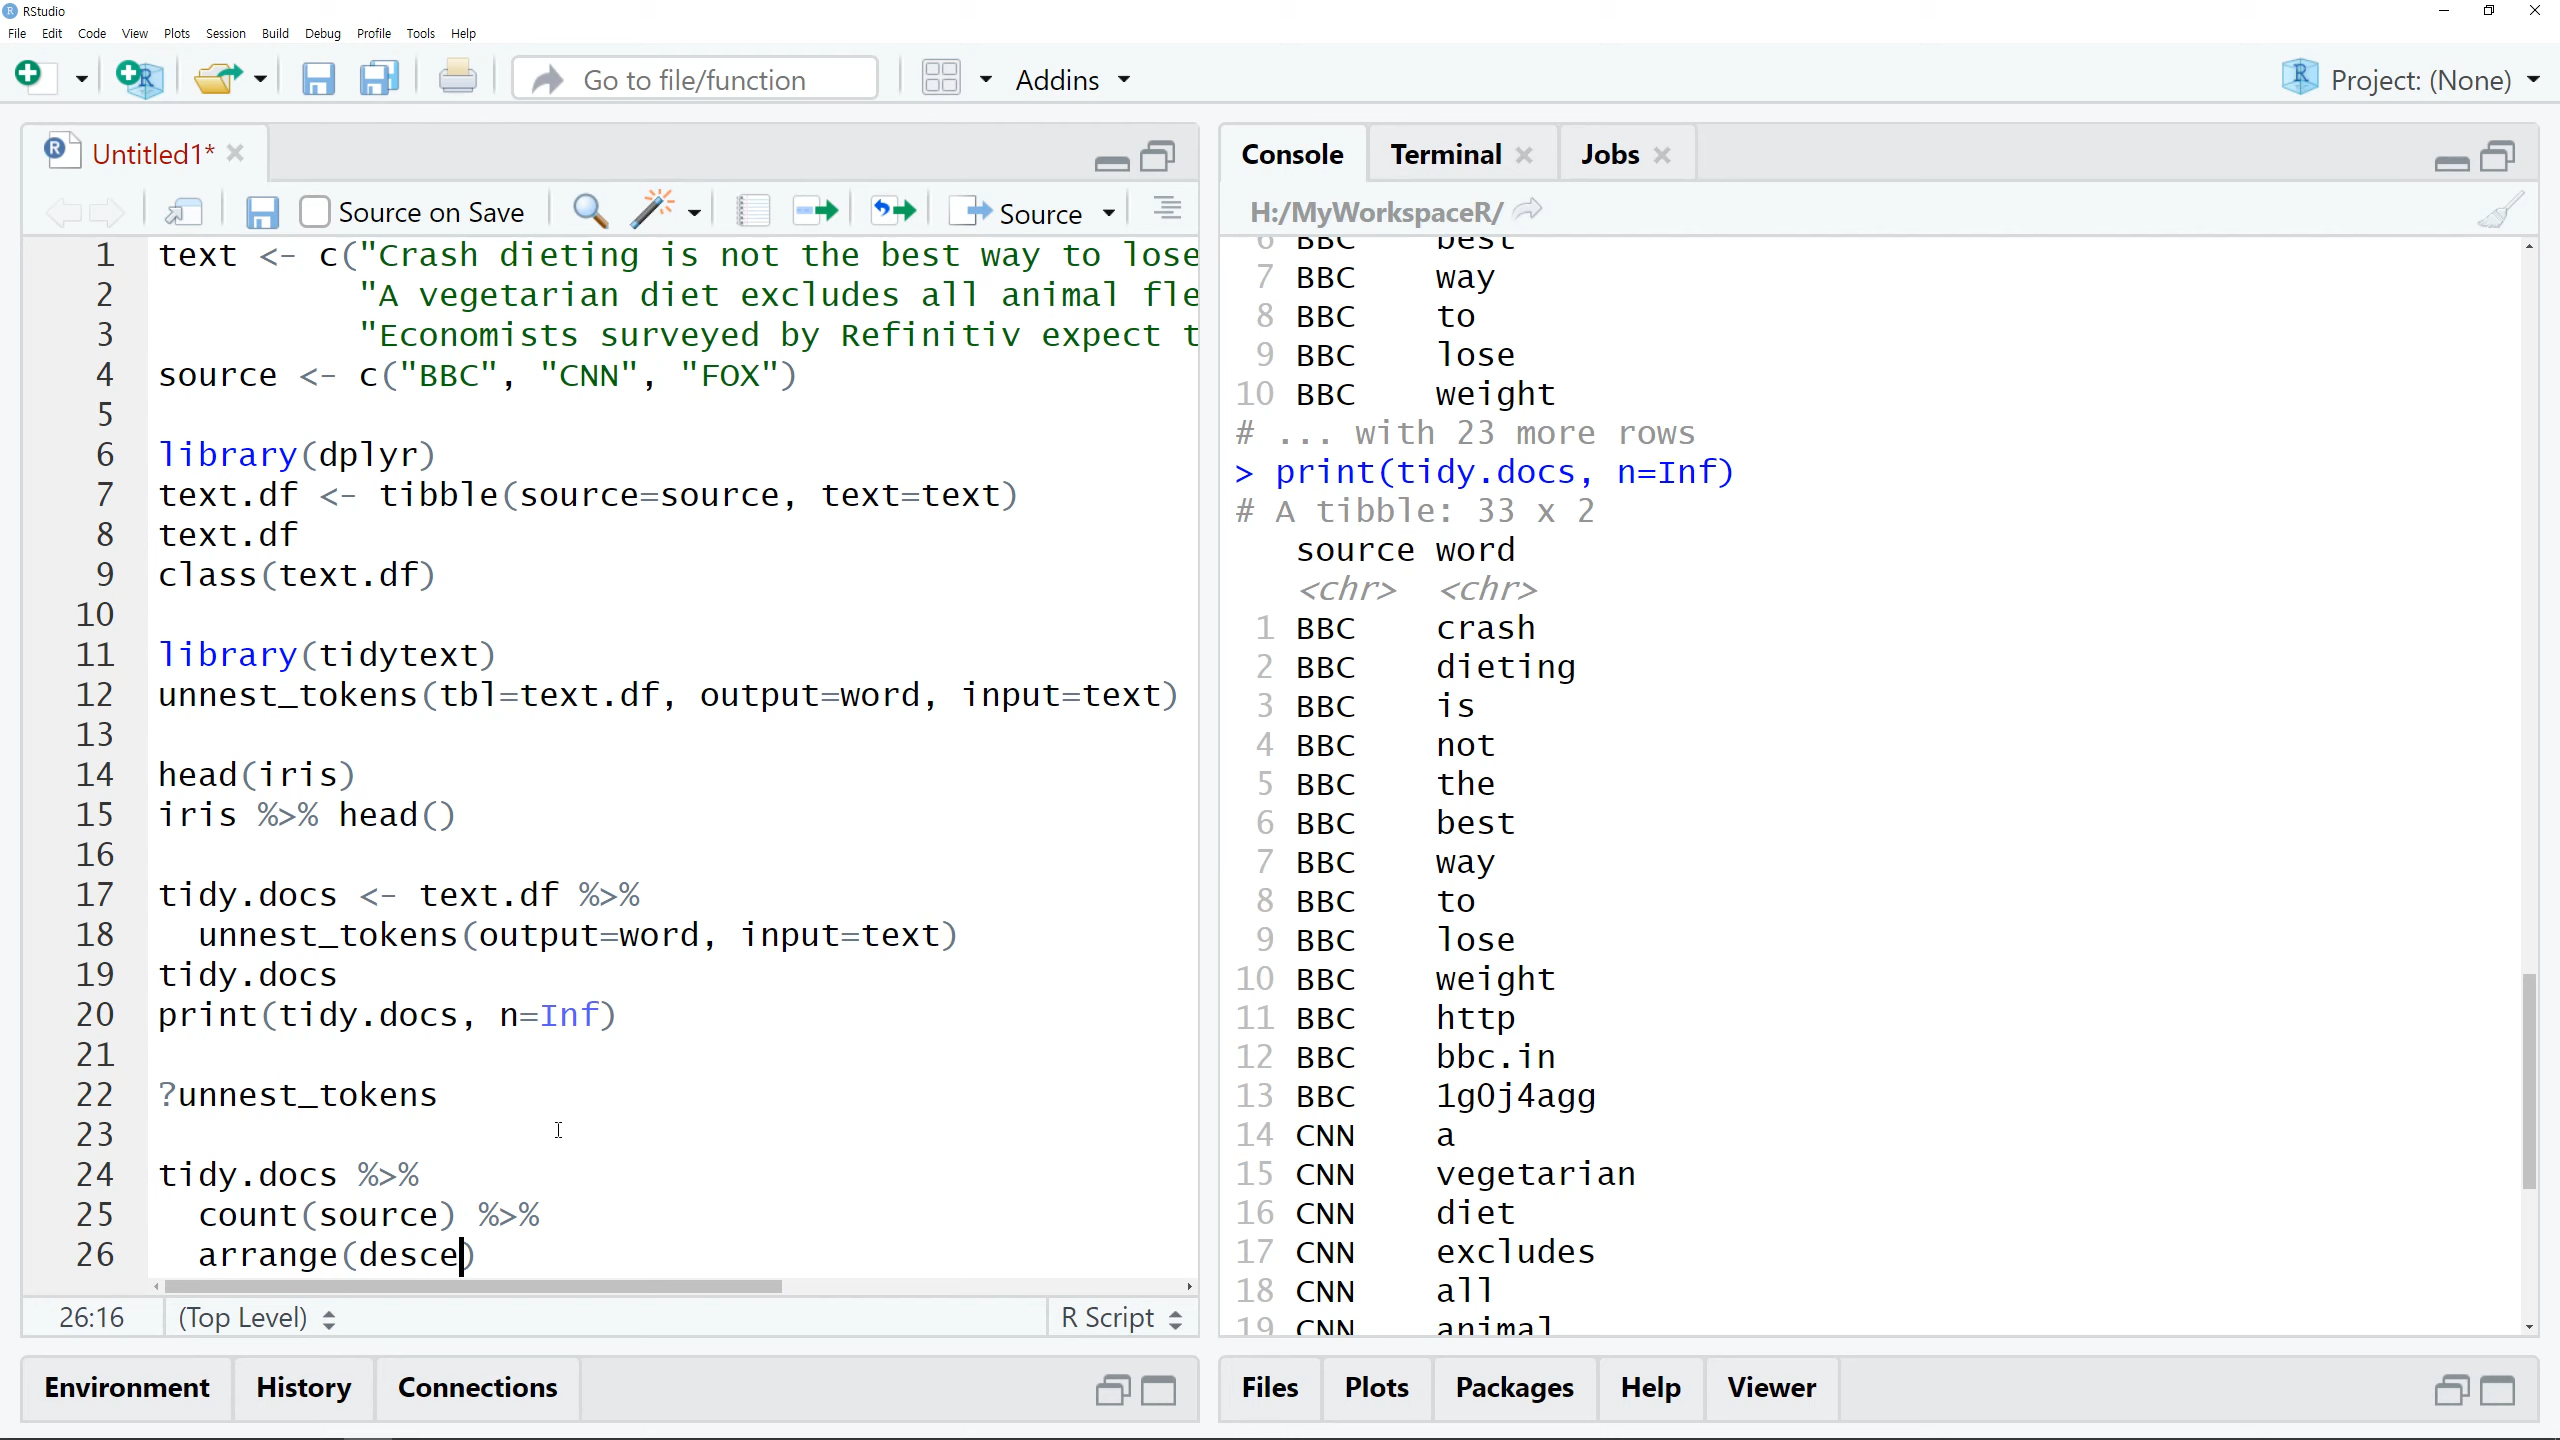 RStudio
File Edit Code View Plots Session Build Debug Profile Tools Help
Go to file/function Addins Project: (None)
Untitled1*
Source on Save Source
1 text <- c("Crash dieting is not the best way to lose
2 "A vegetarian diet excludes all animal fle
3 "Economists surveyed by Refinitiv expect t
4 source <- c("BBC", "CNN", "FOX")
5
6 library(dplyr)
7 text.df <- tibble(source=source, text=text)
8 text.df
9 class(text.df)
10
11 library(tidytext)
12 unnest_tokens(tbl=text.df, output=word, input=text)
13
14 head(iris)
15 iris %>% head()
16
17 tidy.docs <- text.df %>%
18 unnest_tokens(output=word, input=text)
19 tidy.docs
20 print(tidy.docs, n=Inf)
21
22 ?unnest_tokens
23
24 tidy.docs %>%
25 count(source) %>%
26 arrange(desce)
26:16 (Top Level) R Script
Environment History Connections
Console Terminal Jobs
H:/MyWorkspaceR/
6 BBC best
7 BBC way
8 BBC to
9 BBC lose
10 BBC weight
# ... with 23 more rows
> print(tidy.docs, n=Inf)
# A tibble: 33 x 2
source word
<chr> <chr>
1 BBC crash
2 BBC dieting
3 BBC is
4 BBC not
5 BBC the
6 BBC best
7 BBC way
8 BBC to
9 BBC lose
10 BBC weight
11 BBC http
12 BBC bbc.in
13 BBC 1g0j4agg
14 CNN a
15 CNN vegetarian
16 CNN diet
17 CNN excludes
18 CNN all
19 CNN animal
Files Plots Packages Help Viewer